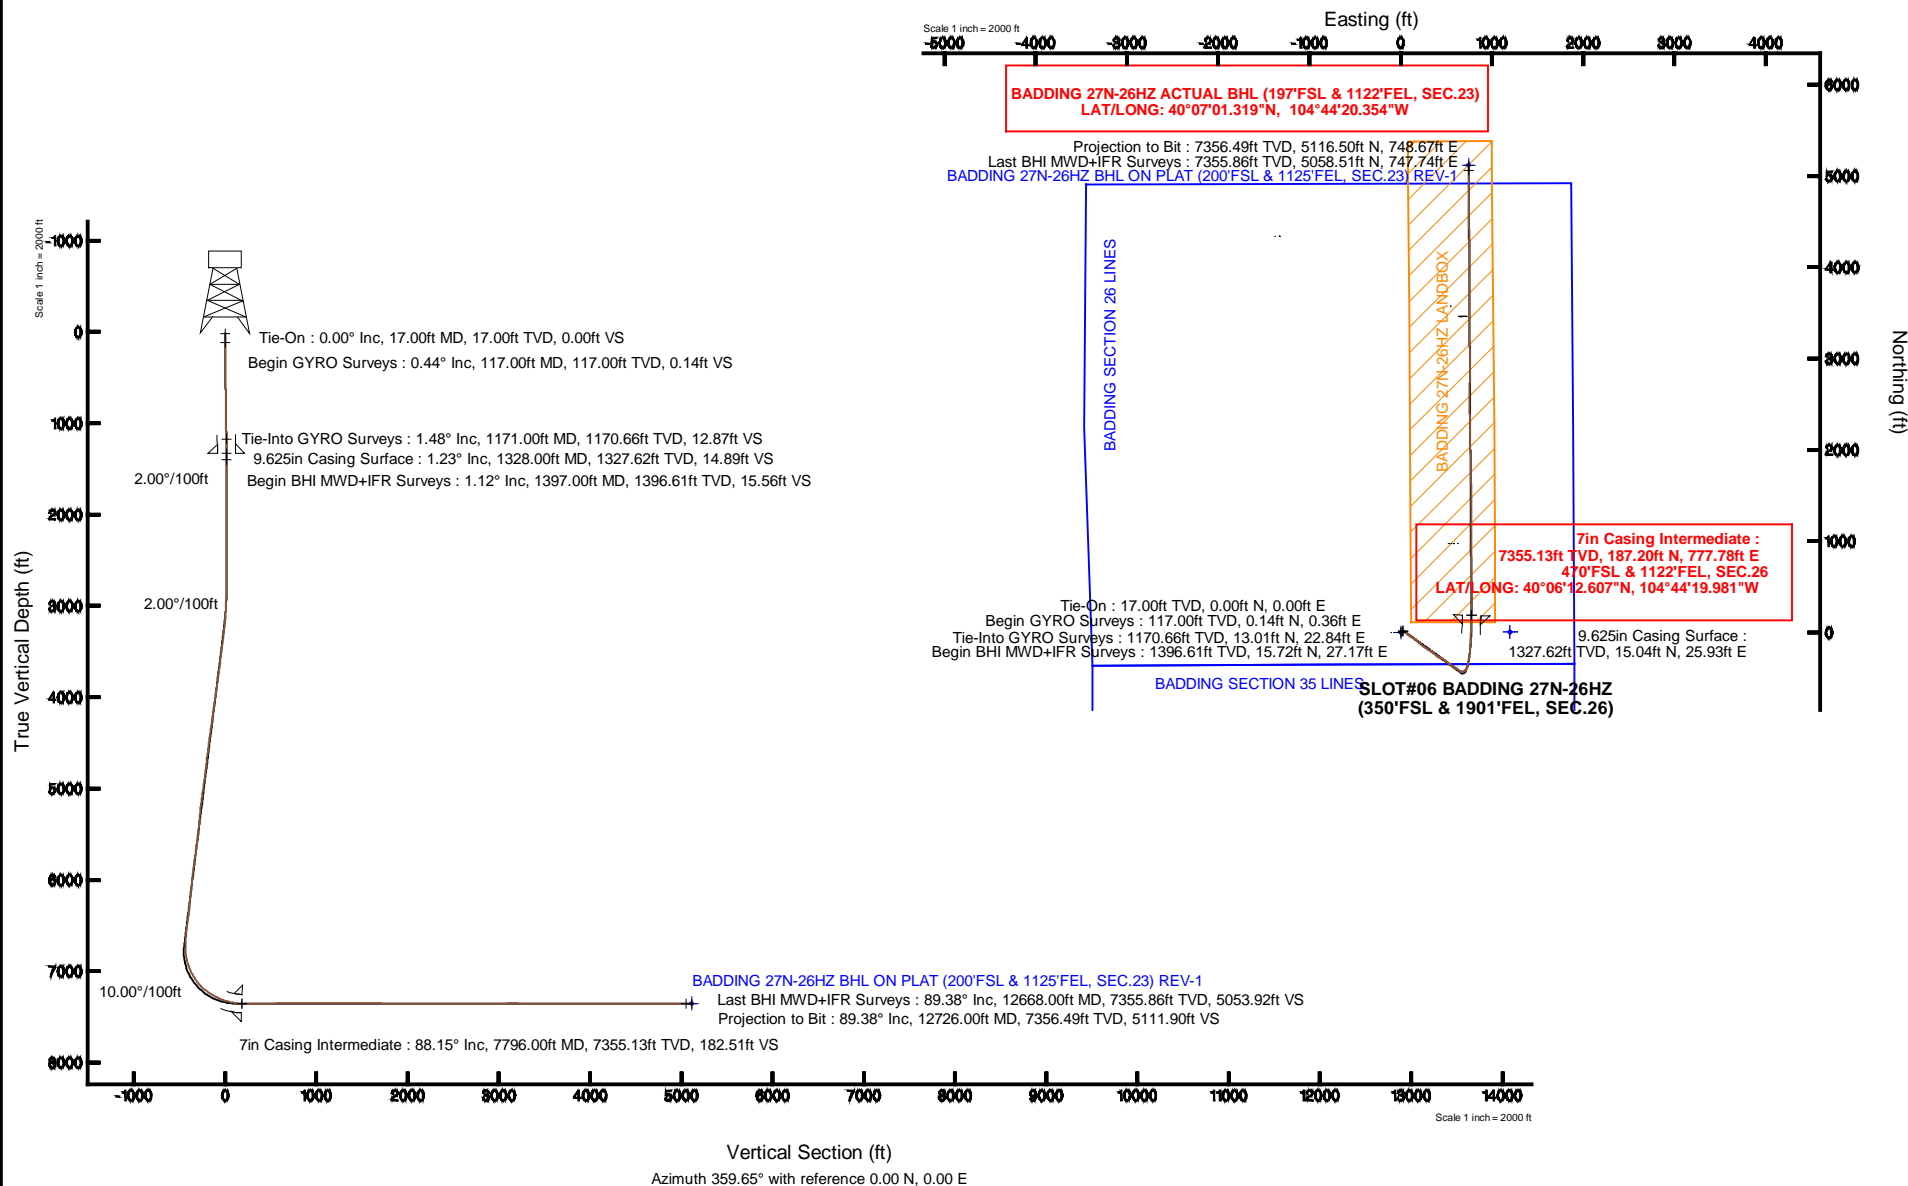 Scale 1 inch = 2000 ft
Easting (ft)
-5000 -4000 -3000 -2000 -1000 0 1000 2000 3000 4000
BADDING 27N-26HZ ACTUAL BHL (197'FSL & 1122'FEL, SEC.23)
LAT/LONG: 40°07'01.319"N, 104°44'20.354"W
Projection to Bit : 7356.49ft TVD, 5116.50ft N, 748.67ft E
Last BHI MWD+IFR Surveys : 7355.86ft TVD, 5058.51ft N, 747.74ft E
BADDING 27N-26HZ BHL ON PLAT (200'FSL & 1125'FEL, SEC.23) REV-1
BADDING SECTION 26 LINES
BADDING 27N-26HZ LANDBOX
6000
5000
4000
3000
2000
1000
0
Northing (ft)
7in Casing Intermediate :
7355.13ft TVD, 187.20ft N, 777.78ft E
470'FSL & 1122'FEL, SEC.26
LAT/LONG: 40°06'12.607"N, 104°44'19.981"W
Tie-On : 17.00ft TVD, 0.00ft N, 0.00ft E
Begin GYRO Surveys : 117.00ft TVD, 0.14ft N, 0.36ft E
Tie-Into GYRO Surveys : 1170.66ft TVD, 13.01ft N, 22.84ft E
Begin BHI MWD+IFR Surveys : 1396.61ft TVD, 15.72ft N, 27.17ft E
9.625in Casing Surface :
1327.62ft TVD, 15.04ft N, 25.93ft E
BADDING SECTION 35 LINES
SLOT#06 BADDING 27N-26HZ
(350'FSL & 1901'FEL, SEC.26)
Scale 1 inch = 2000 ft
True Vertical Depth (ft)
-1000
0
1000
2000
3000
4000
5000
6000
7000
8000
Tie-On : 0.00° Inc, 17.00ft MD, 17.00ft TVD, 0.00ft VS
Begin GYRO Surveys : 0.44° Inc, 117.00ft MD, 117.00ft TVD, 0.14ft VS
Tie-Into GYRO Surveys : 1.48° Inc, 1171.00ft MD, 1170.66ft TVD, 12.87ft VS
9.625in Casing Surface : 1.23° Inc, 1328.00ft MD, 1327.62ft TVD, 14.89ft VS
2.00°/100ft
Begin BHI MWD+IFR Surveys : 1.12° Inc, 1397.00ft MD, 1396.61ft TVD, 15.56ft VS
2.00°/100ft
10.00°/100ft
BADDING 27N-26HZ BHL ON PLAT (200'FSL & 1125'FEL, SEC.23) REV-1
Last BHI MWD+IFR Surveys : 89.38° Inc, 12668.00ft MD, 7355.86ft TVD, 5053.92ft VS
Projection to Bit : 89.38° Inc, 12726.00ft MD, 7356.49ft TVD, 5111.90ft VS
7in Casing Intermediate : 88.15° Inc, 7796.00ft MD, 7355.13ft TVD, 182.51ft VS
-1000 0 1000 2000 3000 4000 5000 6000 7000 8000 9000 10000 11000 12000 13000 14000
Scale 1 inch = 2000 ft
Vertical Section (ft)
Azimuth 359.65° with reference 0.00 N, 0.00 E